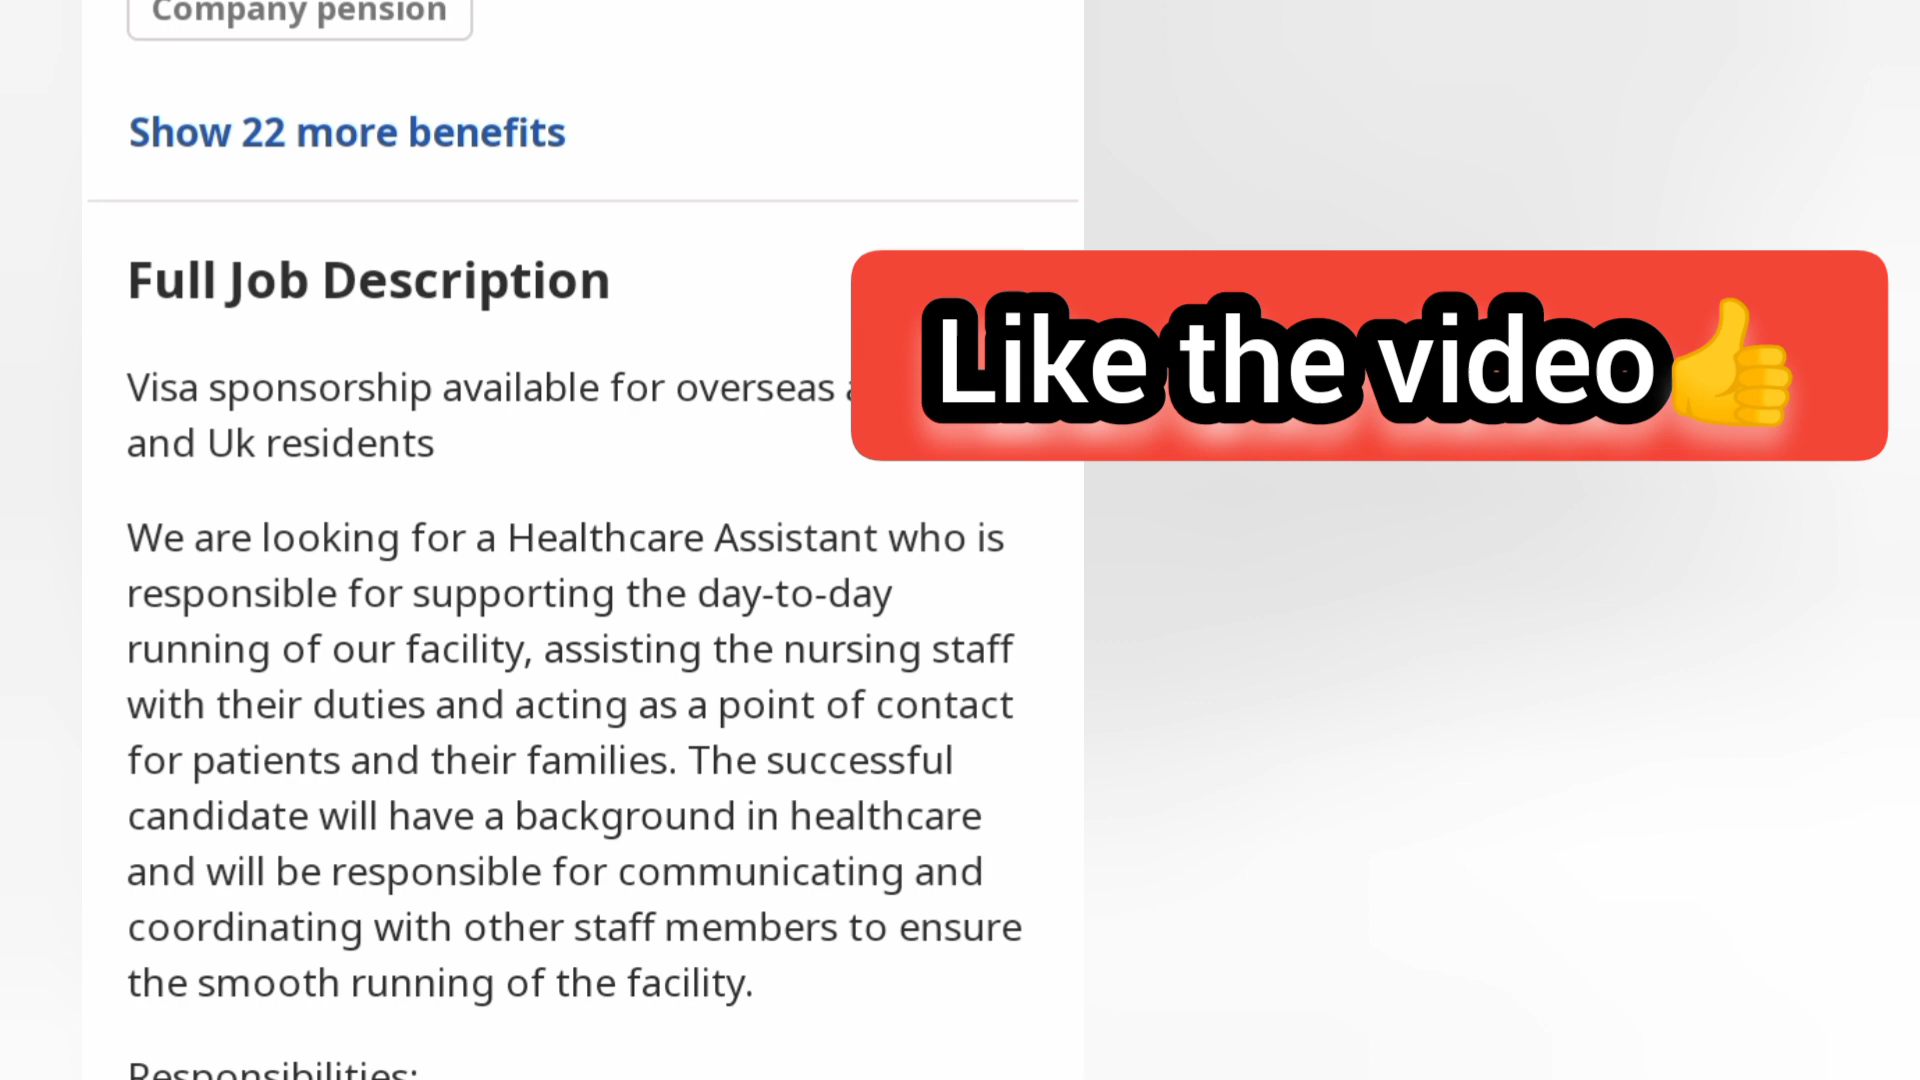 Company pension
Show 22 more benefits
Full Job Description
Like the video👍
Visa sponsorship available for overseas
and Uk residents
We are looking for a Healthcare Assistant who is
responsible for supporting the day-to-day
running of our facility, assisting the nursing staff
with their duties and acting as a point of contact
for patients and their families. The successful
candidate will have a background in healthcare
and will be responsible for communicating and
coordinating with other staff members to ensure
the smooth running of the facility.
Responsibilities: